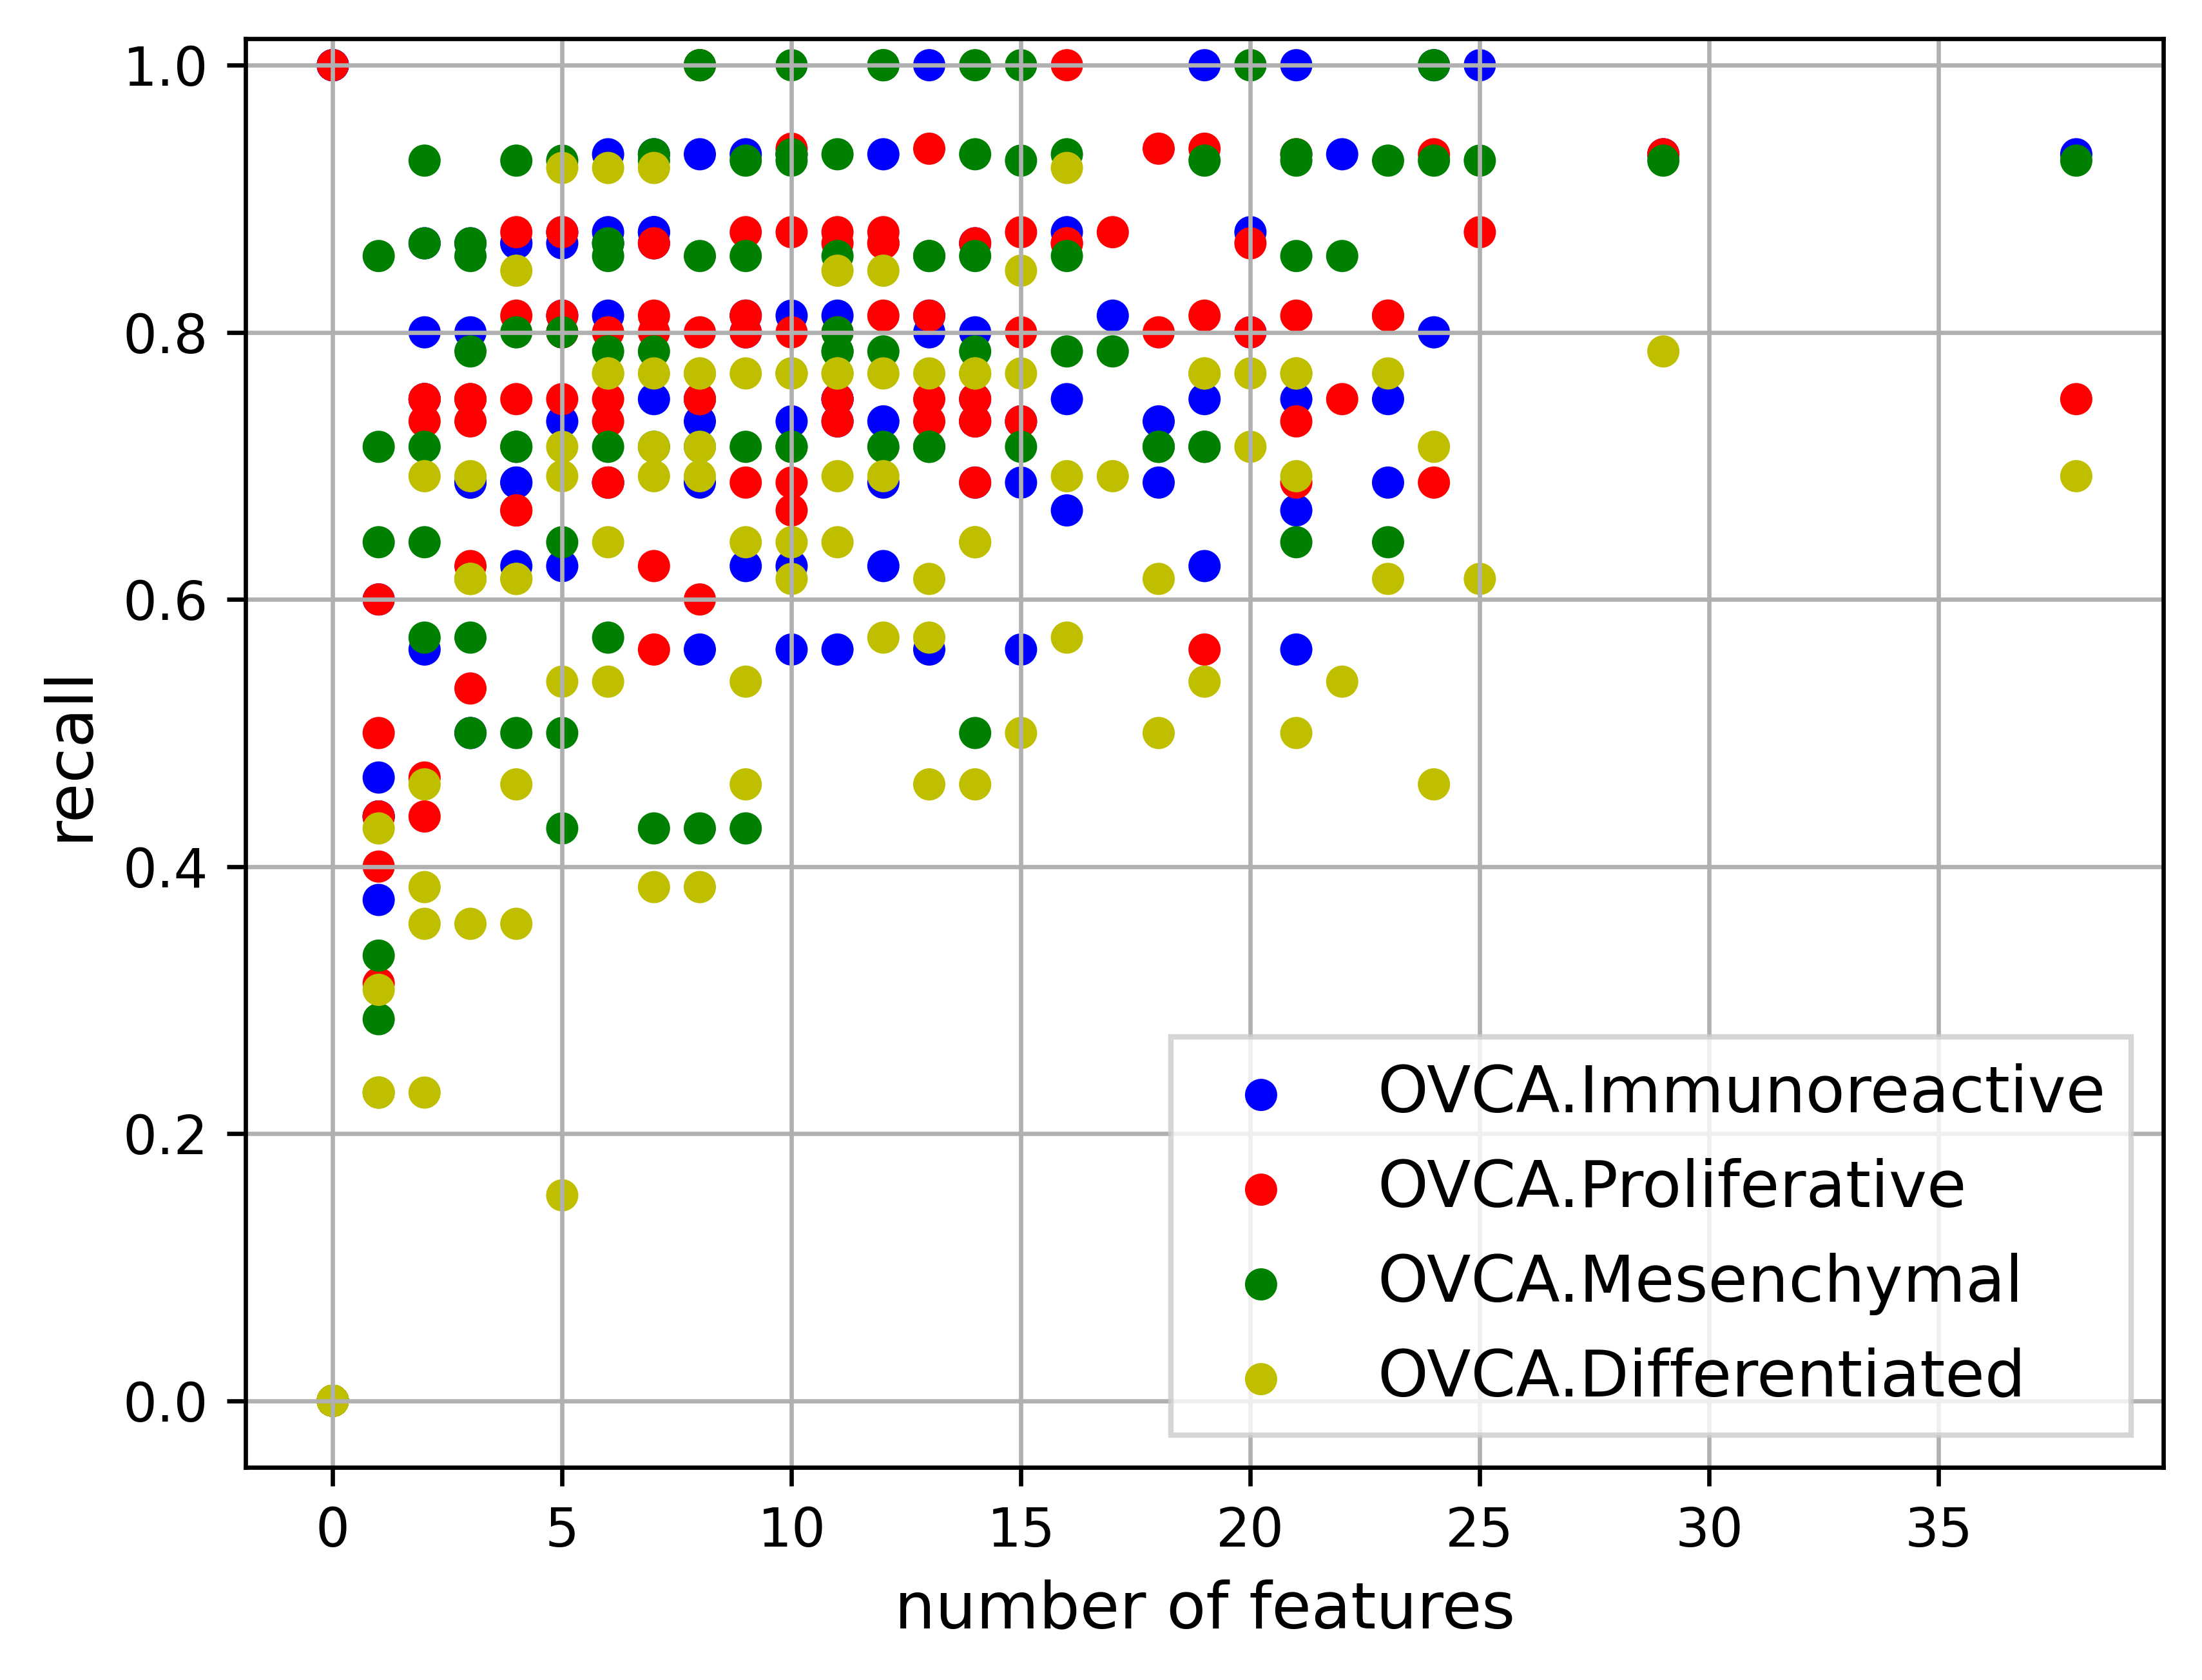 1.0
0.8
0.6
0.4
0.2
0.0
recall
OVCA.Immunoreactive
OVCA.Proliferative
OVCA.Mesenchymal
OVCA.Differentiated
0 5 10 15 20 25 30 35
number of features